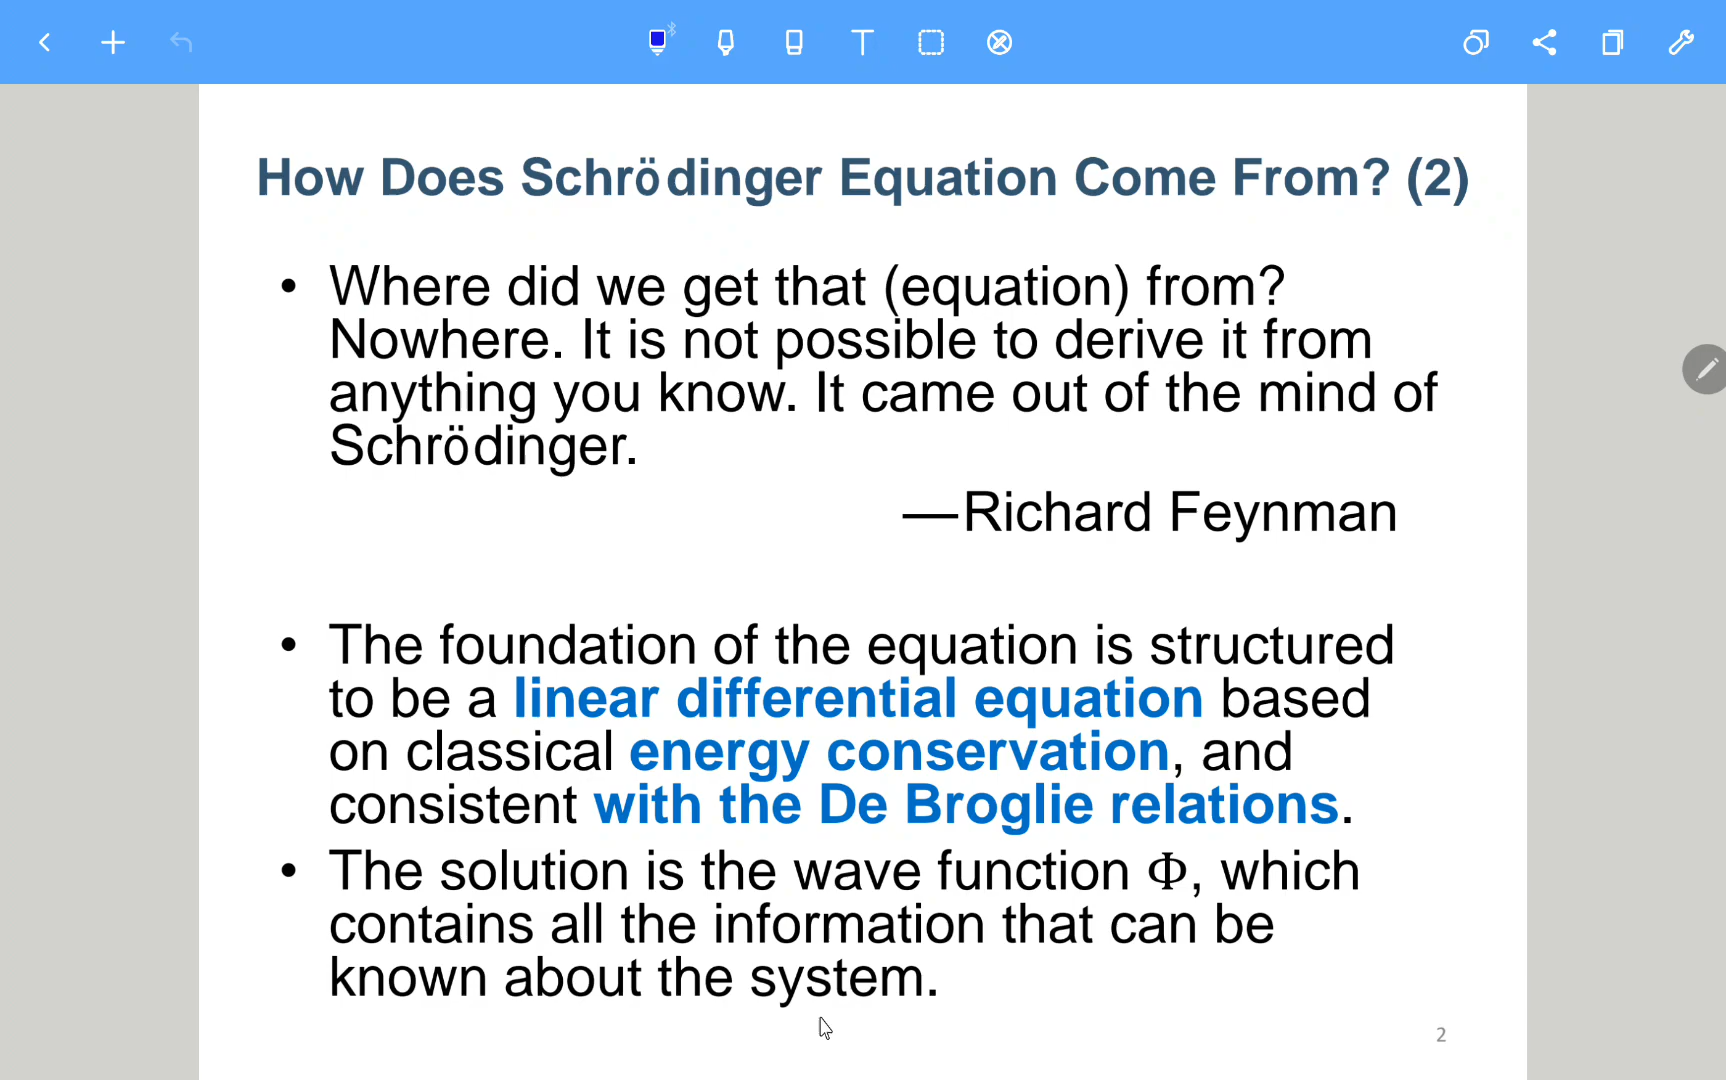 How Does Schrödinger Equation Come From? (2)
• Where did we get that (equation) from?
Nowhere. It is not possible to derive it from
anything you know. It came out of the mind of
Schrödinger.
—Richard Feynman
• The foundation of the equation is structured
to be a linear differential equation based
on classical energy conservation, and
consistent with the De Broglie relations.
• The solution is the wave function Φ, which
contains all the information that can be
known about the system.
2